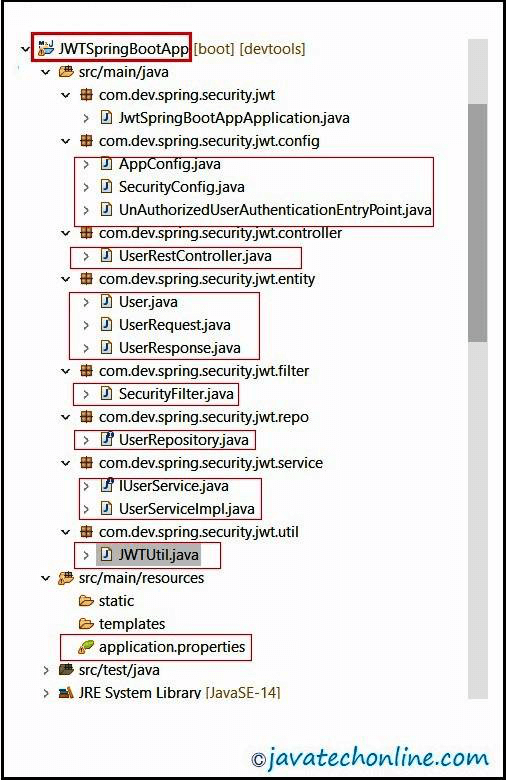 JWTSpringBootApp [boot] [devtools]
src/main/java
com.dev.spring.security.jwt
JwtSpringBootAppApplication.java
com.dev.spring.security.jwt.config
AppConfig.java
SecurityConfig.java
UnAuthorizedUserAuthenticationEntryPoint.java
com.dev.spring.security.jwt.controller
UserRestController.java
com.dev.spring.security.jwt.entity
User.java
UserRequest.java
UserResponse.java
com.dev.spring.security.jwt.filter
SecurityFilter.java
com.dev.spring.security.jwt.repo
UserRepository.java
com.dev.spring.security.jwt.service
IUserService.java
UserServiceImpl.java
com.dev.spring.security.jwt.util
JWTUtil.java
src/main/resources
static
templates
application.properties
src/test/java
JRE System Library [JavaSE-14]
©javatechonline.com